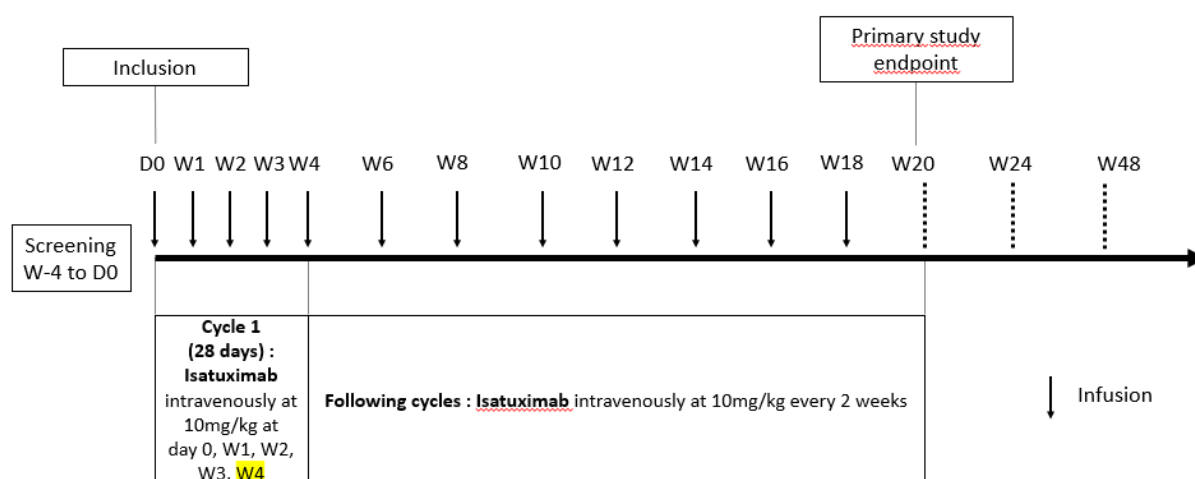 Primary study
endpoint
Inclusion
D0 W1 W2 W3 W4 W6 W8 W10 W12 W14 W16 W18 W20 W24 W48
Screening
W-4 to D0
Cycle 1
(28 days) :
Isatuximab
intravenously at
10mg/kg at
day 0, W1, W2,
W3, W4
Following cycles : Isatuximab intravenously at 10mg/kg every 2 weeks
Infusion